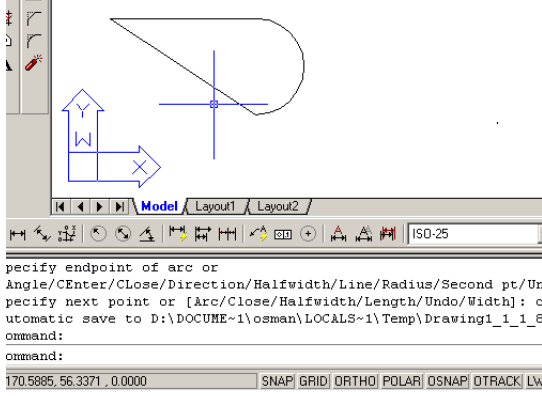 Y
W
X
Model Layout1 Layout2
ISO-25
pecify endpoint of arc or
Angle/CEnter/CLose/Direction/Halfwidth/Line/Radius/Second pt/Un
pecify next point or [Arc/Close/Halfwidth/Length/Undo/Width]: c
utomatic save to D:\DOCUME~1\osman\LOCALS~1\Temp\Drawing1_1_1_8
ommand:
ommand:
170.5885, 56.3371 , 0.0000 SNAP GRID ORTHO POLAR OSNAP OTRACK LW